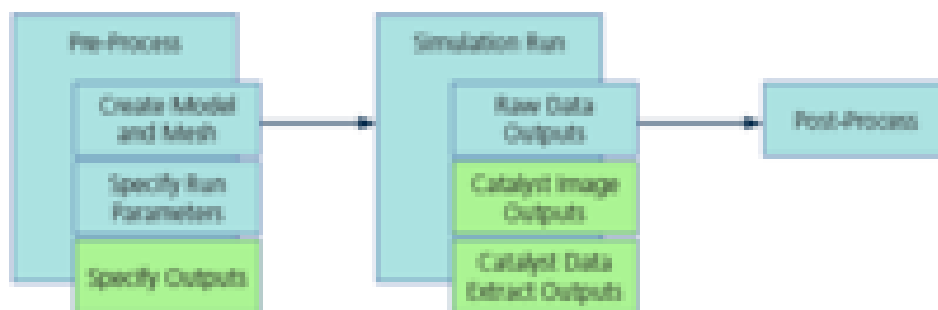 Pre-Process
Create Model
and Mesh
Specify Run
Parameters
Specify Outputs
Simulation Run
Raw Data
Outputs
Catalyst Image
Outputs
Catalyst Data
Extract Outputs
Post-Process